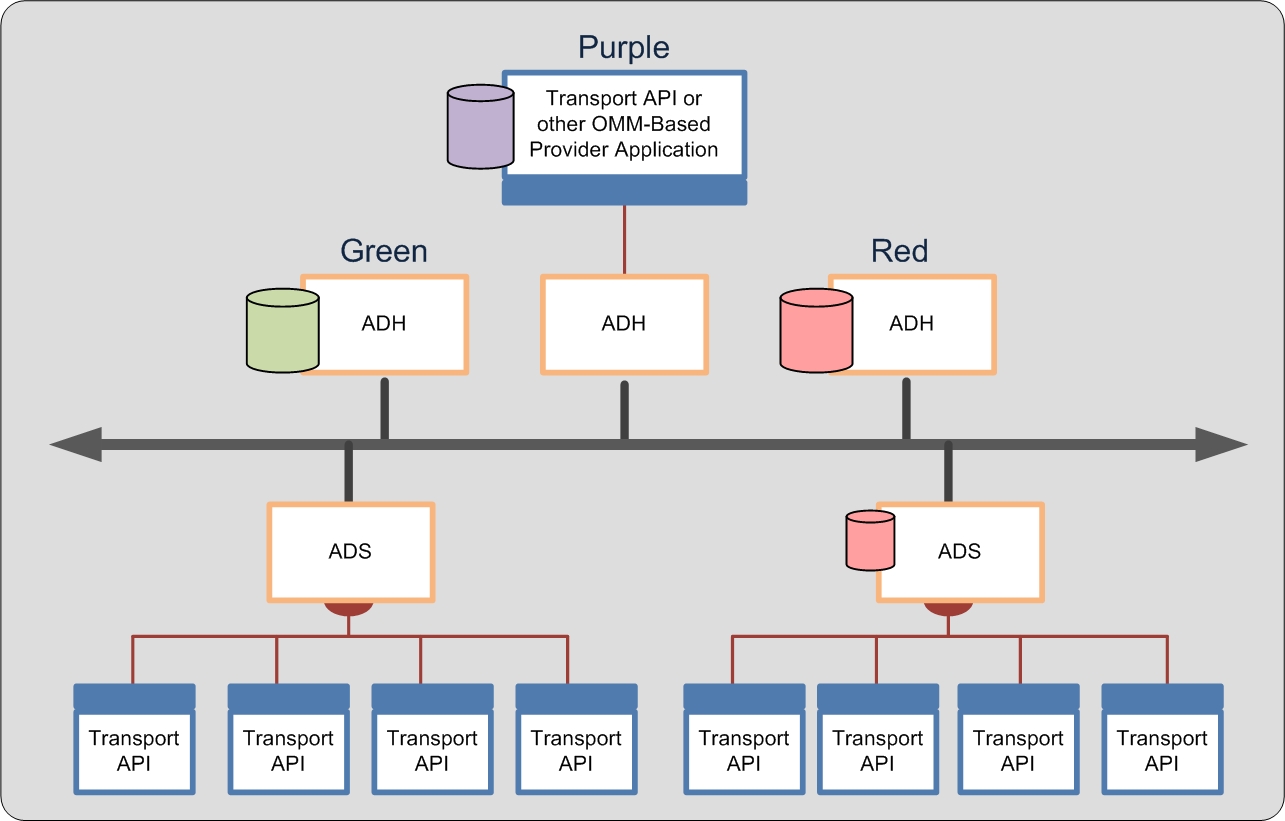 Purple
Transport API or
other OMM-Based
Provider Application
Green
Red
ADH
ADH
ADH
ADS
ADS
Transport
API
Transport
API
Transport
API
Transport
API
Transport
API
Transport
API
Transport
API
Transport
API